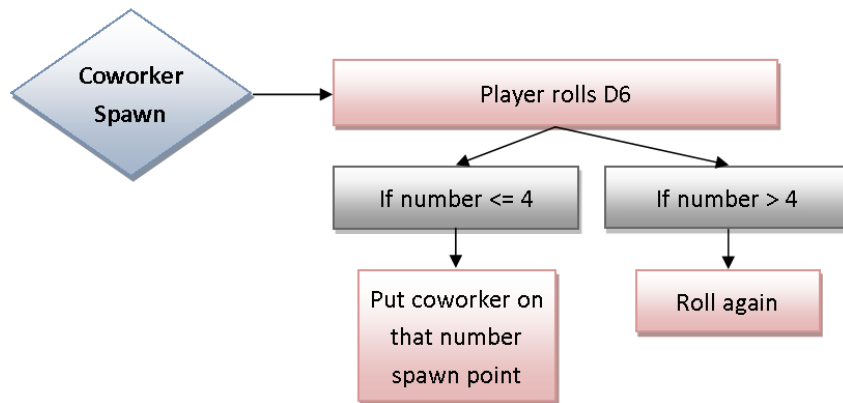 Coworker
Spawn
Player rolls D6
If number <= 4
If number > 4
Put coworker on
that number
spawn point
Roll again